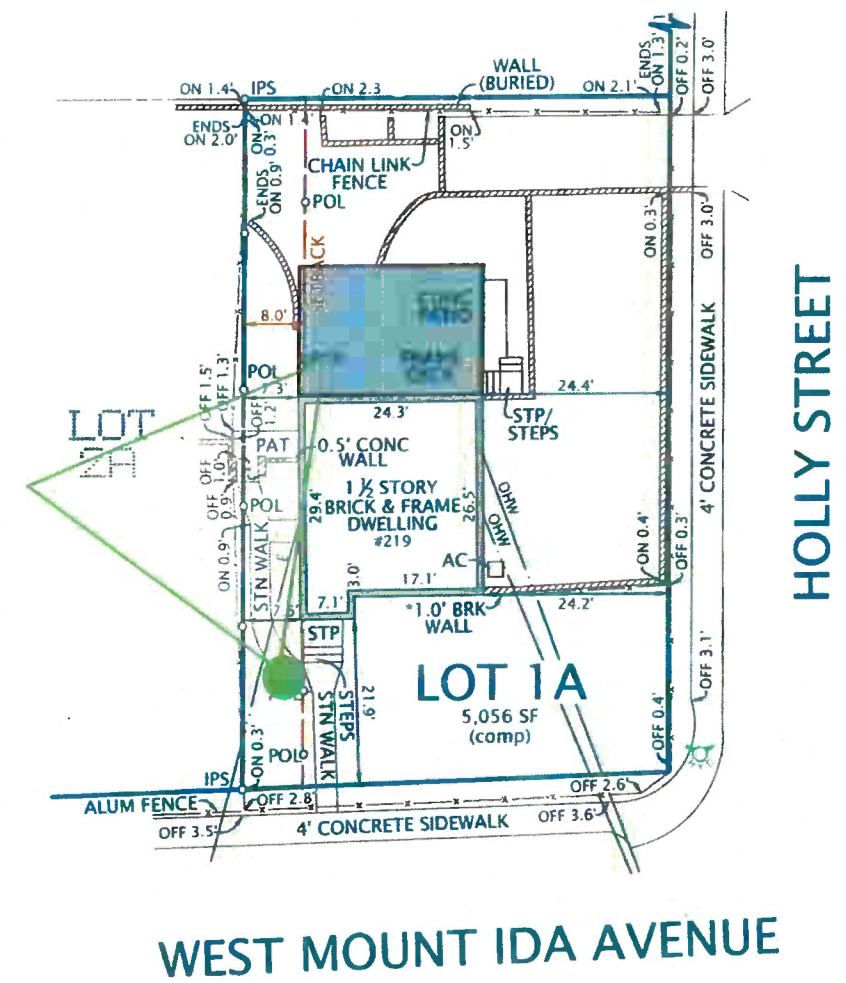 ON 1.4'
IPS
ON 2.3
WALL
(BURIED)
ON 2.1'
ENDS
ON 1.3'
OFF 0.2'
OFF 3.0'
ENDS
ON 2.0'
ON
0.3'
ON 1.4'
ON
1.5'
CHAIN LINK
FENCE
ENDS
ON 0.9'
POL
ON 0.3'
OFF 3.0'
8.0'
HOLLY STREET
4' CONCRETE SIDEWALK
POL
7.3'
OFF 1.5'
OFF 1.3'
OFF
1.2'
24.3'
24.4'
STP/
STEPS
LOT
2A
PAT
0.5' CONC
WALL
OFF
0.9'
1.0'
POL
29.4'
1 ½ STORY
BRICK & FRAME
DWELLING
#219
26.5'
OHW
OHW
ON 0.4'
OFF 0.3'
ON 0.9'
STN WALK
AC
3.0'
17.1'
7.1'
7.6'
*1.0' BRK
WALL
24.2'
STP
STEPS
STN WALK
21.9'
LOT 1A
5,056 SF
(comp)
OFF 3.1'
OFF 0.4'
ON 0.3'
POL
IPS
ALUM FENCE
OFF 2.8'
OFF 2.6'
OFF 3.5'
4' CONCRETE SIDEWALK
OFF 3.6'
WEST MOUNT IDA AVENUE